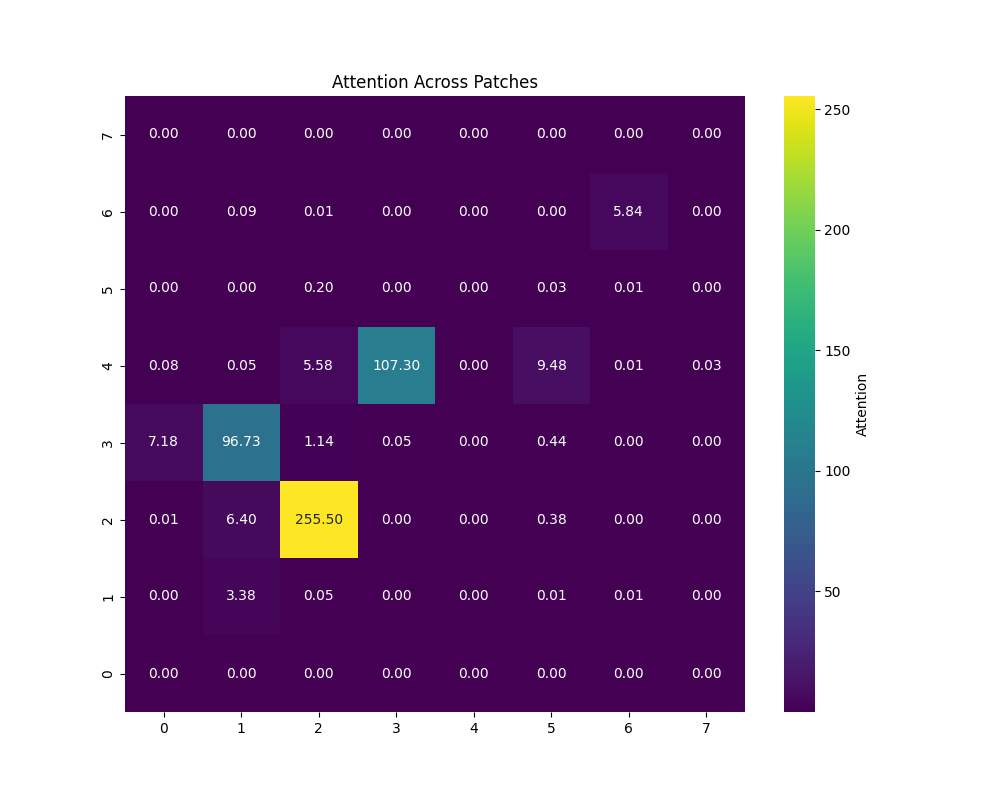 Attention Across Patches
7 0.00 0.00 0.00 0.00 0.00 0.00 0.00 0.00
6 0.00 0.09 0.01 0.00 0.00 0.00 5.84 0.00
5 0.00 0.00 0.20 0.00 0.00 0.03 0.01 0.00
4 0.08 0.05 5.58 107.30 0.00 9.48 0.01 0.03
3 7.18 96.73 1.14 0.05 0.00 0.44 0.00 0.00
2 0.01 6.40 255.50 0.00 0.00 0.38 0.00 0.00
1 0.00 3.38 0.05 0.00 0.00 0.01 0.01 0.00
0 0.00 0.00 0.00 0.00 0.00 0.00 0.00 0.00
0 1 2 3 4 5 6 7
250
200
150
100
50
Attention